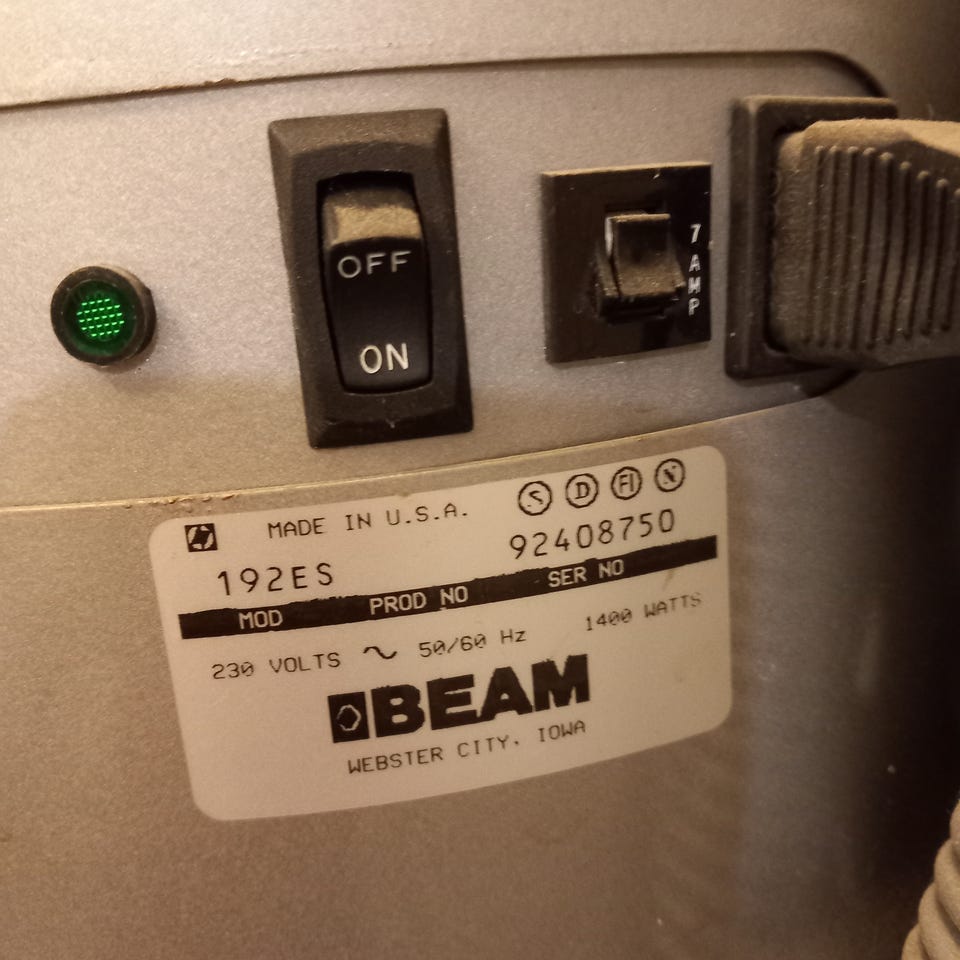 OFF
ON
7 AMP
MADE IN U.S.A.
S D FI N
192ES
92408750
MOD PROD NO SER NO
230 VOLTS ~ 50/60 Hz 1400 WATTS
BEAM
WEBSTER CITY, IOWA